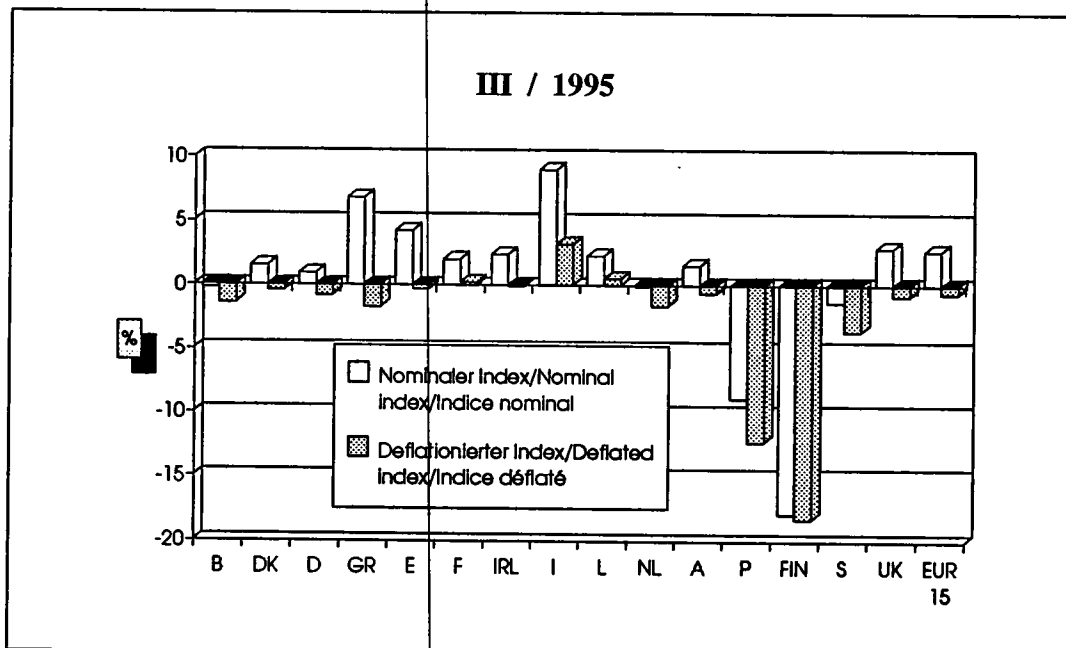 III / 1995
10
5
0
-5
-10
-15
-20
%
Nominaler Index/Nominal
index/Indice nominal
Deflationierter Index/Deflated
index/Indice déflaté
B DK D GR E F IRL I L NL A P FIN S UK EUR
15